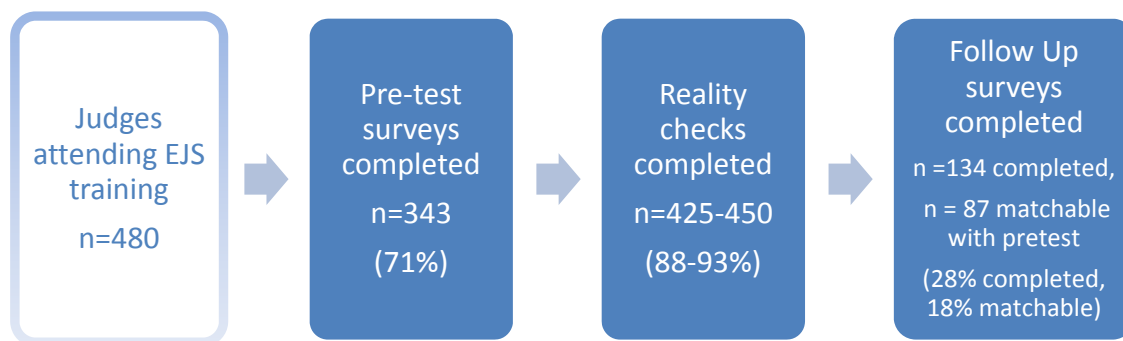 Judges
attending EJS
training
n=480
Pre-test
surveys
completed
n=343
(71%)
Reality
checks
completed
n=425-450
(88-93%)
Follow Up
surveys
completed
n =134 completed,
n = 87 matchable
with pretest
(28% completed,
18% matchable)